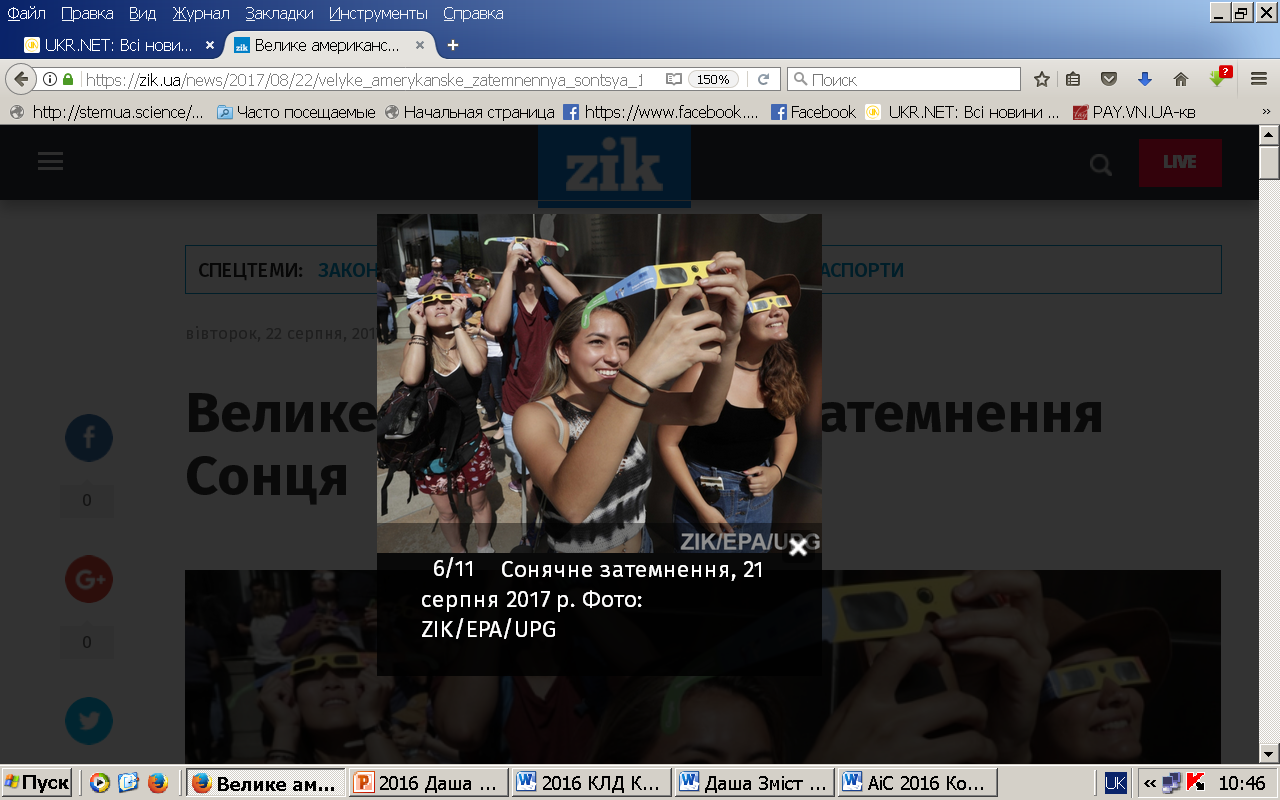 Файл Правка Вид Журнал Закладки Инструменты Справка
UKR.NET: Всі нови... Велике американс...
https://zik.ua/news/2017/08/22/velyke_amerykanske_zatemnennya_sontsya_1 150% Поиск
http://stemua.science/... Часто посещаемые Начальная страница https://www.facebook.... Facebook UKR.NET: Всі новини ... PAY.VN.UA-кв
zik LIVE
СПЕЦТЕМИ: ЗАКОН АСПОРТИ
вівторок, 22 серпня, 201
Велике атемнення
Сонця
0
0
ZIK/EPA/UPG
6/11 Сонячне затемнення, 21
серпня 2017 р. Фото:
ZIK/EPA/UPG
Пуск Велике ам... 2016 Даша ... 2016 КЛД К... Даша Зміст ... АіС 2016 Ко... UK 10:46